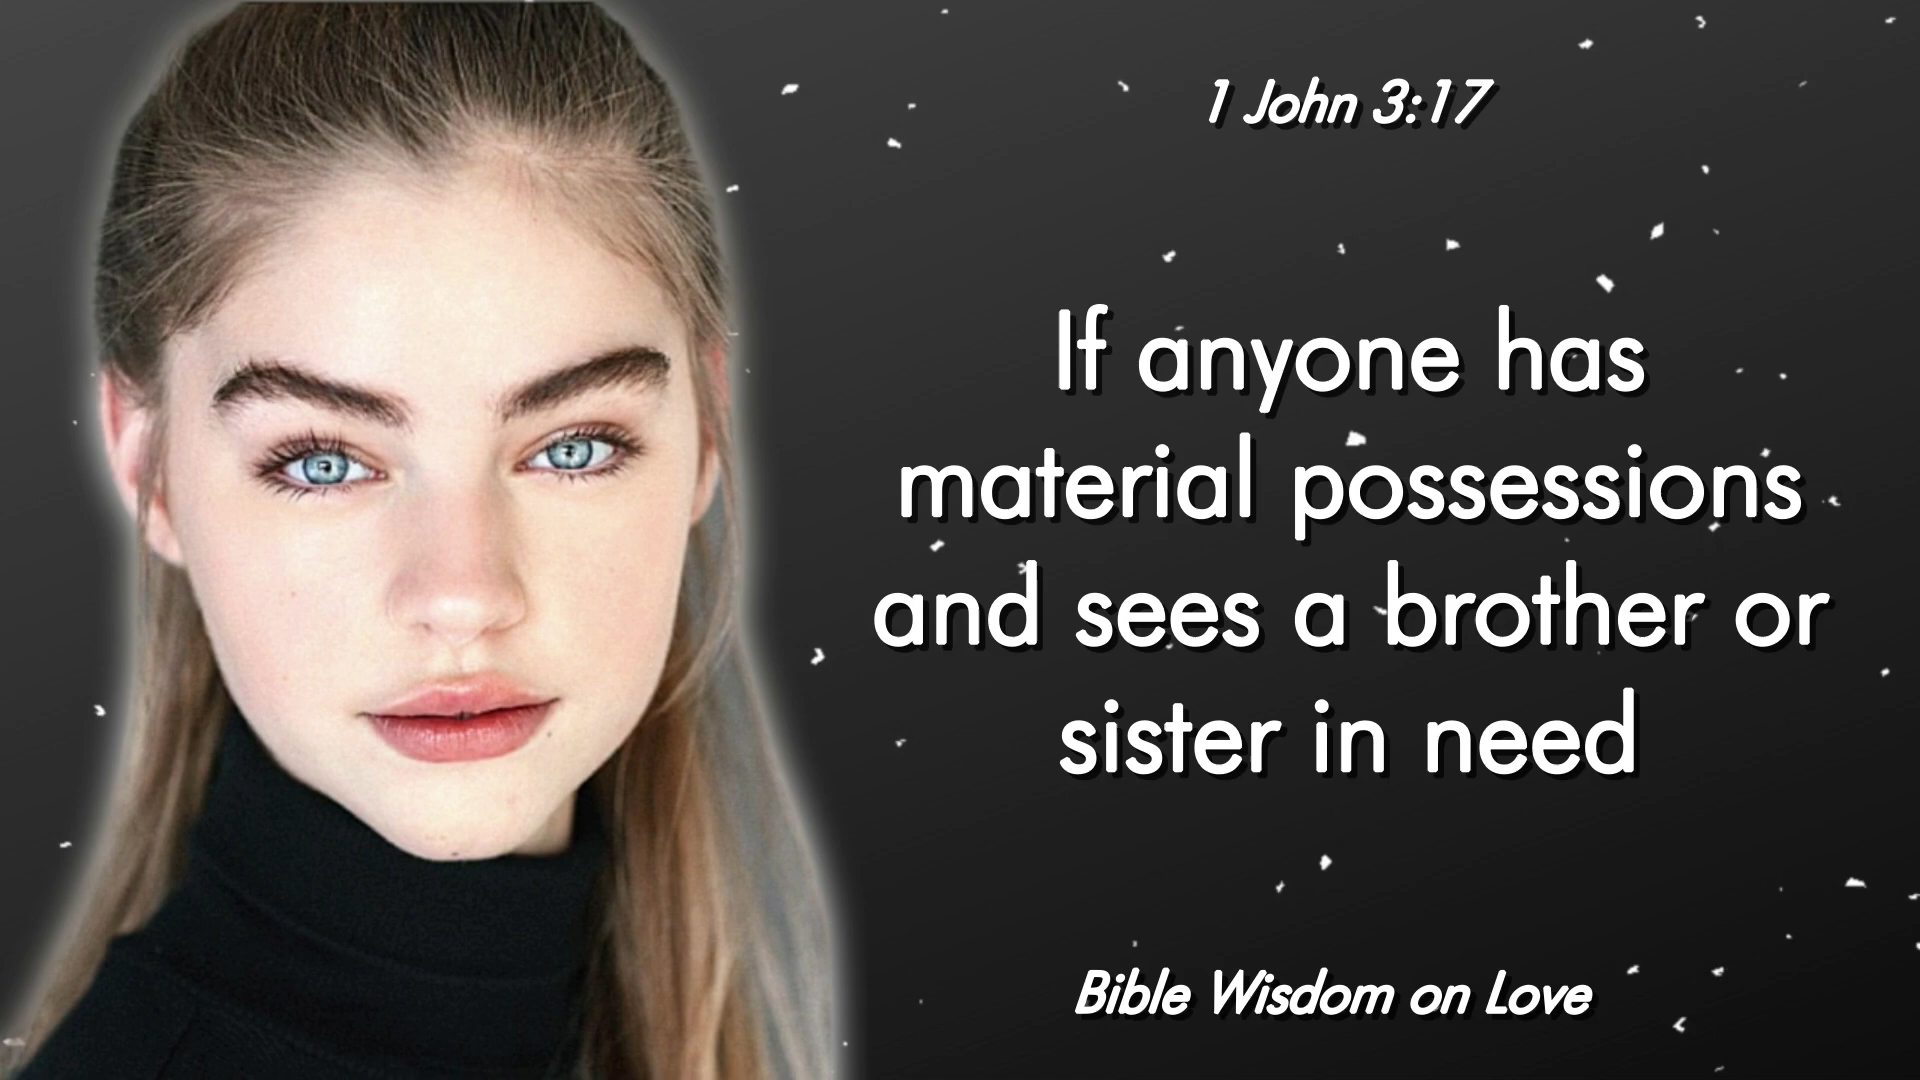 1 John 3:17
If anyone has
material possessions
and sees a brother or
sister in need
Bible Wisdom on Love